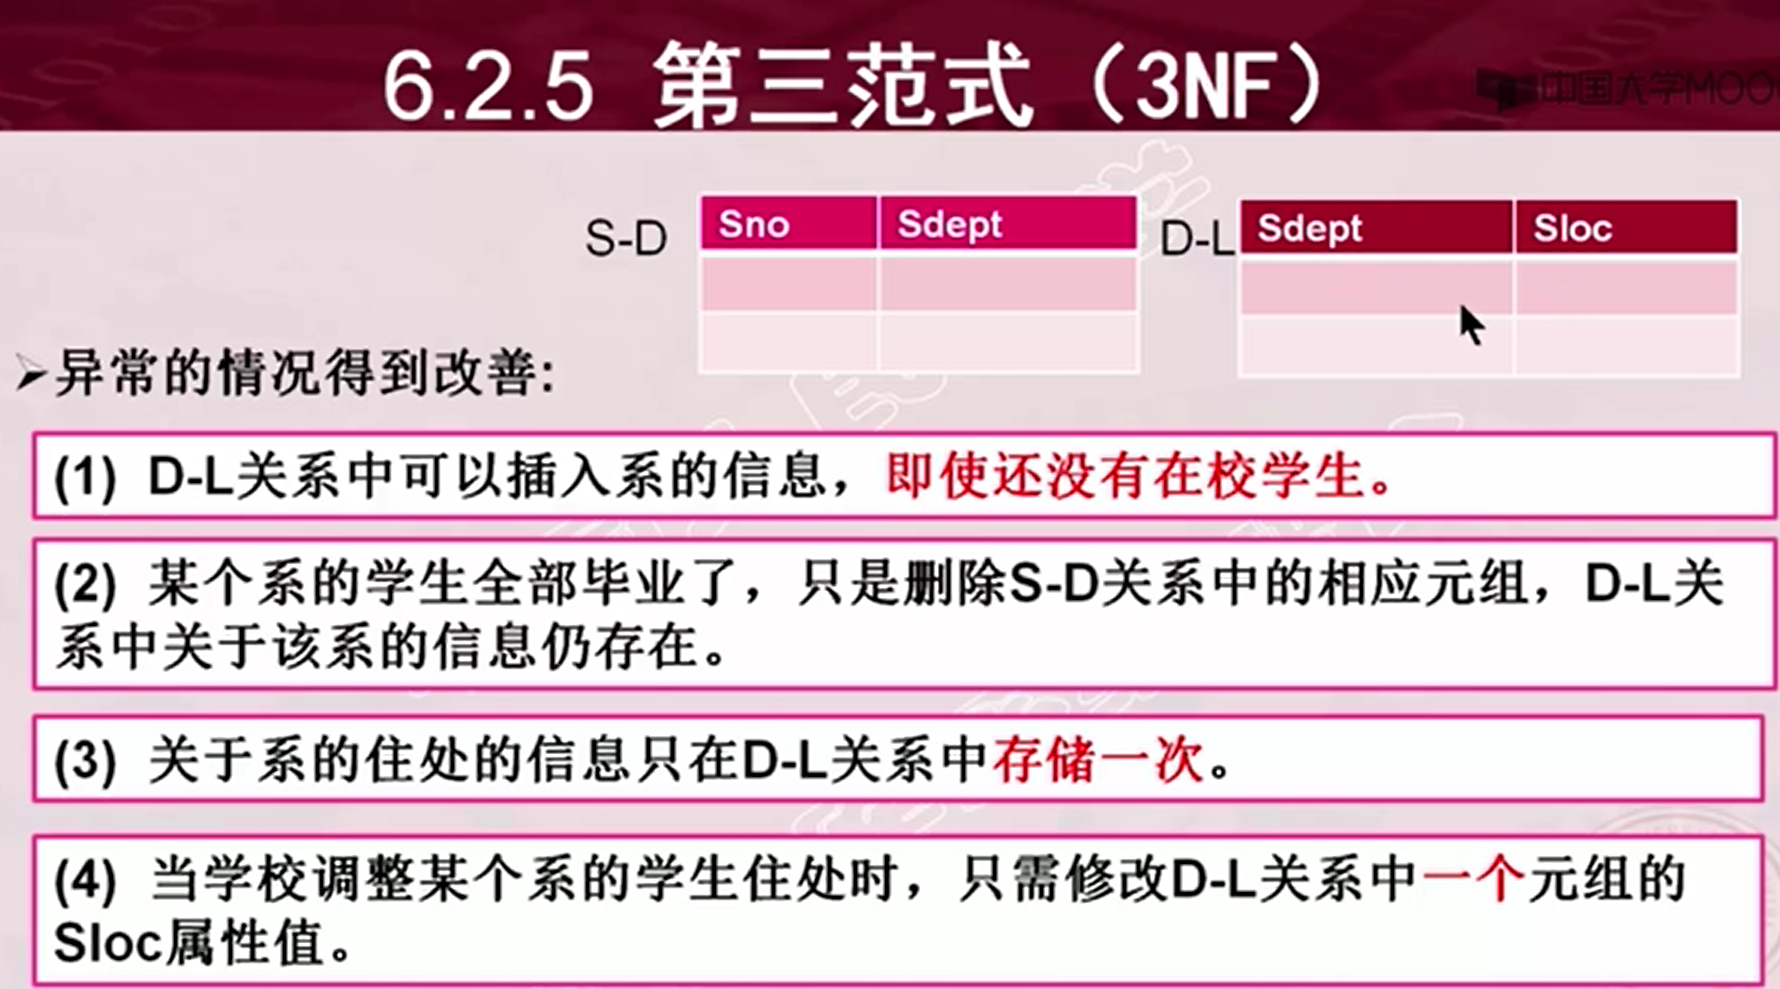 6.2.5 第三范式（3NF）
中国大学MOO
S-D
Sno Sdept
D-L
Sdept Sloc
➢异常的情况得到改善:
(1) D-L关系中可以插入系的信息，即使还没有在校学生。
(2) 某个系的学生全部毕业了，只是删除S-D关系中的相应元组，D-L关
系中关于该系的信息仍存在。
(3) 关于系的住处的信息只在D-L关系中存储一次。
(4) 当学校调整某个系的学生住处时，只需修改D-L关系中一个元组的
Sloc属性值。